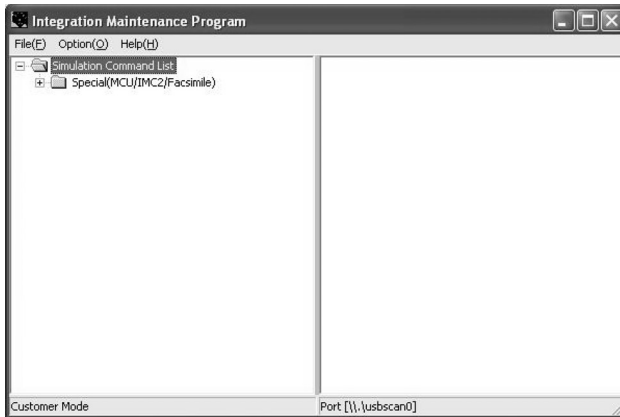 Integration Maintenance Program
File(F) Option(O) Help(H)
Simulation Command List
Special(MCU/IMC2/Facsimile)
Customer Mode Port [\\.\usbscan0]